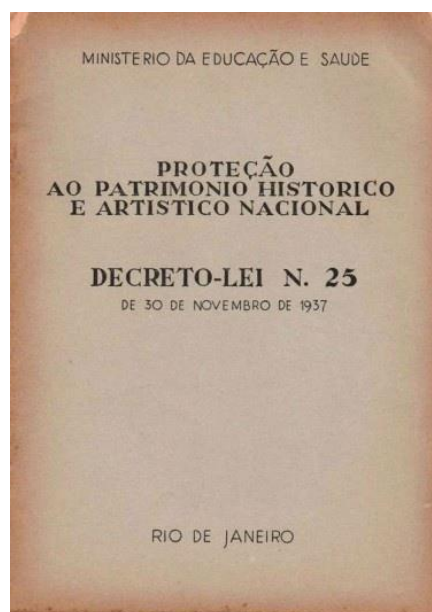 MINISTERIO DA EDUCAÇÃO E SAUDE
PROTEÇÃO
AO PATRIMONIO HISTORICO
E ARTISTICO NACIONAL
DECRETO-LEI N. 25
DE 30 DE NOVEMBRO DE 1937
RIO DE JANEIRO